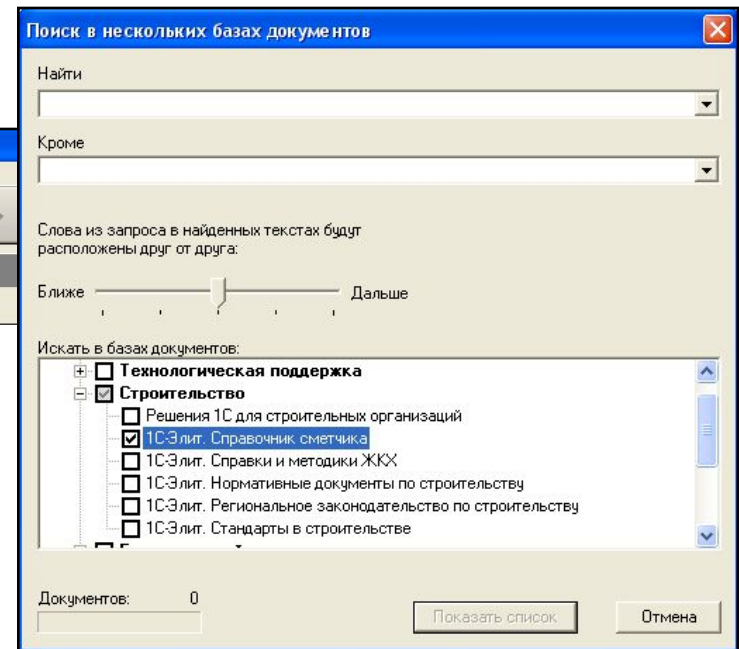 Поиск в нескольких базах документов
Найти
Кроме
Слова из запроса в найденных текстах будут
расположены друг от друга:
Ближе Дальше
Искать в базах документов:
Технологическая поддержка
Строительство
Решения 1С для строительных организаций
1С-Элит. Справочник сметчика
1С-Элит. Справки и методики ЖКХ
1С-Элит. Нормативные документы по строительству
1С-Элит. Региональное законодательство по строительству
1С-Элит. Стандарты в строительстве
Документов: 0
Показать список Отмена